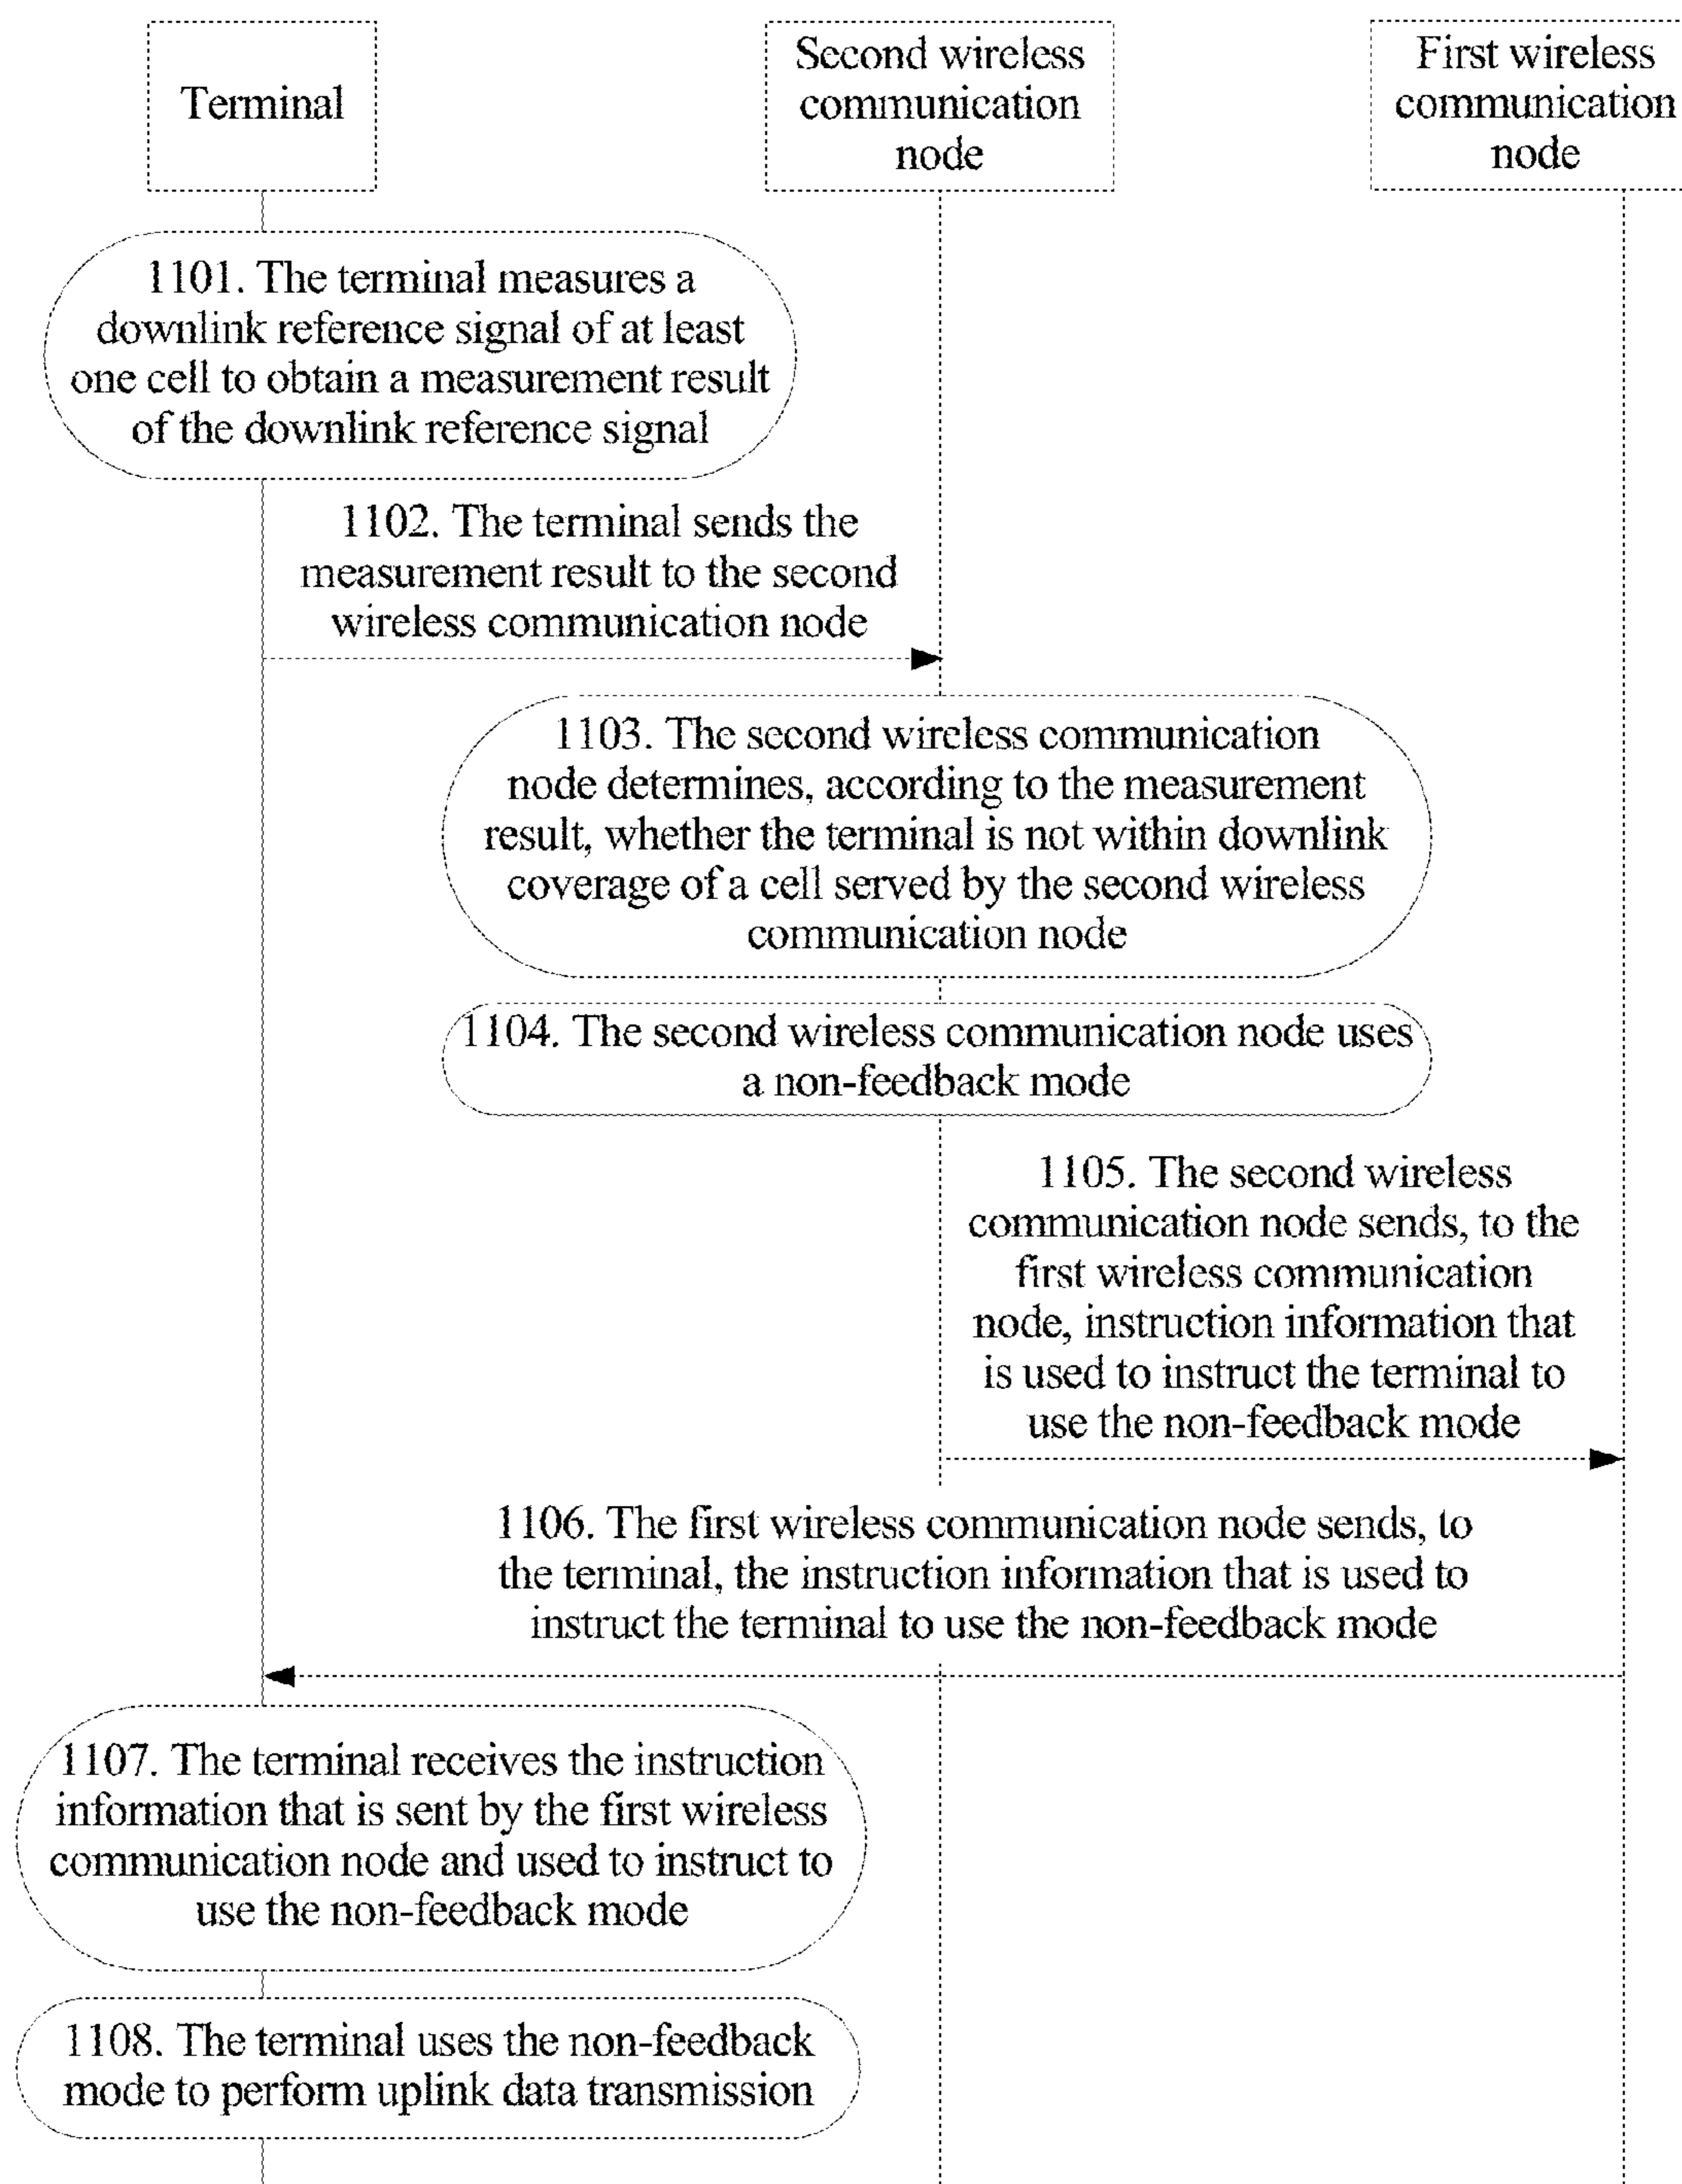 Terminal
Second wireless
communication
node
First wireless
communication
node
1101. The terminal measures a
downlink reference signal of at least
one cell to obtain a measurement result
of the downlink reference signal
1102. The terminal sends the
measurement result to the second
wireless communication node
1103. The second wireless communication
node determines, according to the measurement
result, whether the terminal is not within downlink
coverage of a cell served by the second wireless
communication node
1104. The second wireless communication node uses
a non-feedback mode
1105. The second wireless
communication node sends, to the
first wireless communication
node, instruction information that
is used to instruct the terminal to
use the non-feedback mode
1106. The first wireless communication node sends, to
the terminal, the instruction information that is used to
instruct the terminal to use the non-feedback mode
1107. The terminal receives the instruction
information that is sent by the first wireless
communication node and used to instruct to
use the non-feedback mode
1108. The terminal uses the non-feedback
mode to perform uplink data transmission